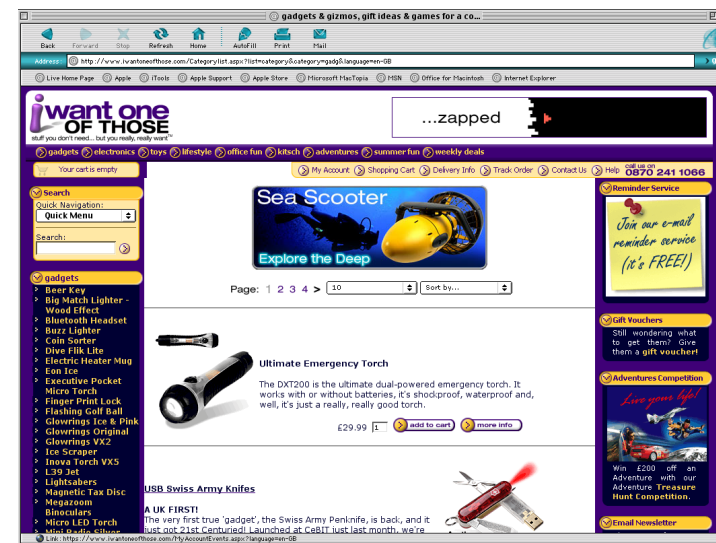 gadgets & gizmos, gift ideas & games for a co...
Back Forward Stop Refresh Home AutoFill Print Mail
Address: http://www.iwantoneofthose.com/Categorylist.aspx?list=category&category=gadg&language=en-GB
Live Home Page Apple iTools Apple Support Apple Store Microsoft MacTopia MSN Office for Macintosh Internet Explorer
i want one
OF THOSE
stuff you don't need... but you really, really want™
...zapped
gadgets electronics toys lifestyle office fun kitsch adventures summer fun weekly deals
Your cart is empty
My Account Shopping Cart Delivery Info Track Order Contact Us Help call us on 0870 241 1066
Search
Quick Navigation:
Quick Menu
Search:
gadgets
Beer Key
Big Match Lighter -
Wood Effect
Bluetooth Headset
Buzz Lighter
Coin Sorter
Dive Flik Lite
Electric Heater Mug
Eon Ice
Executive Pocket
Micro Torch
Finger Print Lock
Flashing Golf Ball
Glowrings Ice & Pink
Glowrings Original
Glowrings VX2
Ice Scraper
Inova Torch VX5
L39 Jet
Lightsabers
Magnetic Tax Disc
Megazoom
Binoculars
Micro LED Torch
Mini Radio Silver
Sea Scooter
Explore the Deep
Page: 1 2 3 4 > 10 Sort by...
Ultimate Emergency Torch
The DXT200 is the ultimate dual-powered emergency torch. It
works with or without batteries, it's shockproof, waterproof and,
well, it's just a really, really good torch.
£29.99 1 add to cart more info
USB Swiss Army Knifes
A UK FIRST!
The very first true 'gadget', the Swiss Army Penknife, is back, and it
just got 21st Centuried! Launched at CeBIT just last month, we're
Reminder Service
Join our e-mail
reminder service
(it's FREE!)
Gift Vouchers
Still wondering what
to get them? Give
them a gift voucher!
Adventures Competition
Live your life!
Win £200 off an
Adventure with our
Adventure Treasure
Hunt Competition.
Email Newsletter
Link: https://www.iwantoneofthose.com/MyAccountEvents.aspx?language=en-GB